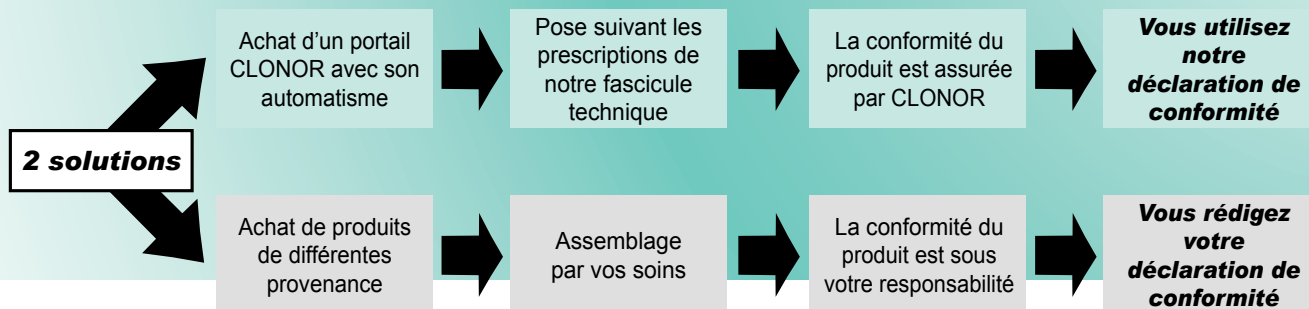 2 solutions
Achat d’un portail
CLONOR avec son
automatisme
Pose suivant les
prescriptions de
notre fascicule
technique
La conformité du
produit est assurée
par CLONOR
Vous utilisez
notre
déclaration de
conformité
Achat de produits
de différentes
provenance
Assemblage
par vos soins
La conformité du
produit est sous
votre responsabilité
Vous rédigez
votre
déclaration de
conformité